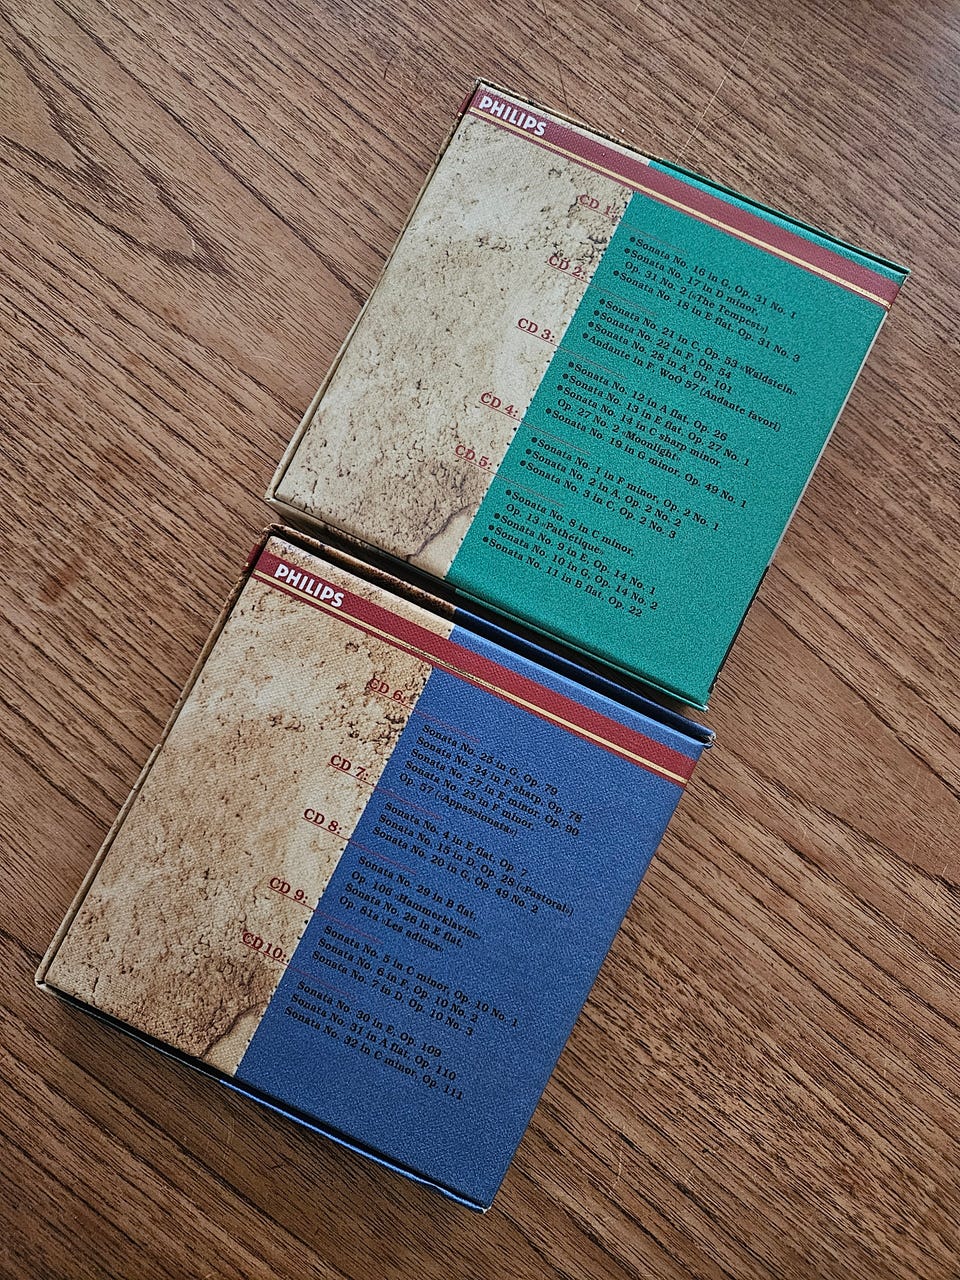 PHILIPS
CD 1:
•Sonata No. 16 in G, Op. 31 No. 1
•Sonata No. 17 in D minor,
Op. 31 No. 2 («The Tempest»)
•Sonata No. 18 in E flat, Op. 31 No. 3
CD 2:
•Sonata No. 21 in C, Op. 53 «Waldstein»
•Sonata No. 22 in F, Op. 54
•Sonata No. 28 in A, Op. 101
•Andante in F, WoO 57 (Andante favori)
CD 3:
•Sonata No. 12 in A flat, Op. 26
•Sonata No. 13 in E flat, Op. 27 No. 1
•Sonata No. 14 in C sharp minor,
Op. 27 No. 2 «Moonlight»
•Sonata No. 19 in G minor, Op. 49 No. 1
CD 4:
•Sonata No. 1 in F minor, Op. 2 No. 1
•Sonata No. 2 in A, Op. 2 No. 2
•Sonata No. 3 in C, Op. 2 No. 3
CD 5:
•Sonata No. 8 in C minor,
Op. 13 «Pathétique»
•Sonata No. 9 in E, Op. 14 No. 1
•Sonata No. 10 in G, Op. 14 No. 2
•Sonata No. 11 in B flat, Op. 22
PHILIPS
CD 6:
Sonata No. 25 in G, Op. 79
Sonata No. 24 in F sharp, Op. 78
Sonata No. 27 in E minor, Op. 90
Sonata No. 23 in F minor,
Op. 57 («Appassionata»)
CD 7:
Sonata No. 4 in E flat, Op. 7
Sonata No. 15 in D, Op. 28 («Pastoral»)
Sonata No. 20 in G, Op. 49 No. 2
CD 8:
Sonata No. 29 in B flat,
Op. 106 «Hammerklavier»
Sonata No. 26 in E flat,
Op. 81a «Les adieux»
CD 9:
Sonata No. 5 in C minor, Op. 10 No. 1
Sonata No. 6 in F, Op. 10 No. 2
Sonata No. 7 in D, Op. 10 No. 3
CD 10:
Sonata No. 30 in E, Op. 109
Sonata No. 31 in A flat, Op. 110
Sonata No. 32 in C minor, Op. 111